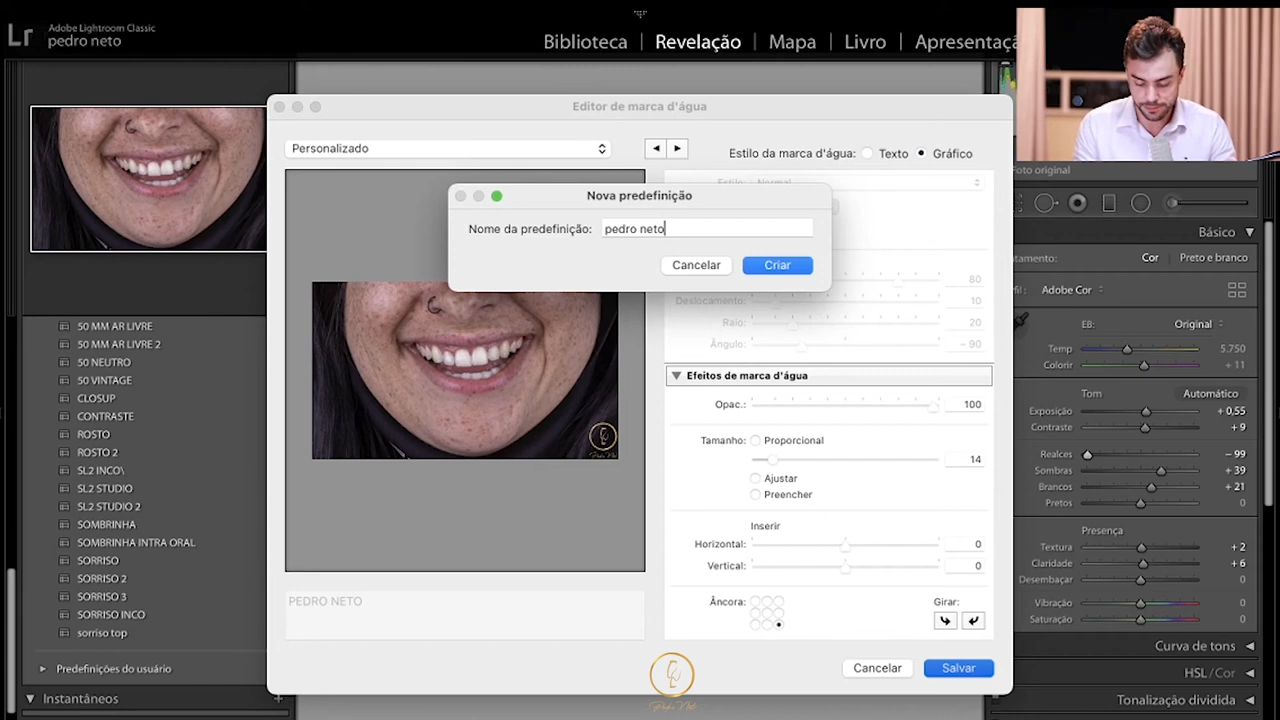 Lr
Adobe Lightroom Classic
pedro neto
Biblioteca | Revelação | Mapa | Livro | Apresentaçã
Editor de marca d'água
Personalizado
Estilo da marca d'água: Texto Gráfico
Estilo: Normal
Nova predefinição
Nome da predefinição: pedro neto
Cancelar Criar
80
Deslocamento: 10
Raio: 20
Ângulo: – 90
Efeitos de marca d'água
Opac.: 100
Tamanho: Proporcional
14
Ajustar
Preencher
Inserir
Horizontal: 0
Vertical: 0
Âncora:
Girar:
PEDRO NETO
Cancelar Salvar
Pedro Neto
50 MM AR LIVRE
50 MM AR LIVRE 2
50 NEUTRO
50 VINTAGE
CLOSUP
CONTRASTE
ROSTO
ROSTO 2
SL2 INCO\
SL2 STUDIO
SL2 STUDIO 2
SOMBRINHA
SOMBRINHA INTRA ORAL
SORRISO
SORRISO 2
SORRISO 3
SORRISO INCO
sorriso top
Predefinições do usuário
Instantâneos +
Foto original
Básico
tamento: Cor Preto e branco
fil: Adobe Cor
EB: Original
Temp 5.750
Colorir + 11
Tom Automático
Exposição + 0,55
Contraste + 9
Realces – 99
Sombras + 39
Brancos + 21
Pretos 0
Presença
Textura + 2
Claridade + 6
Desembaçar 0
Vibração 0
Saturação 0
Curva de tons
HSL / Cor
Tonalização dividida